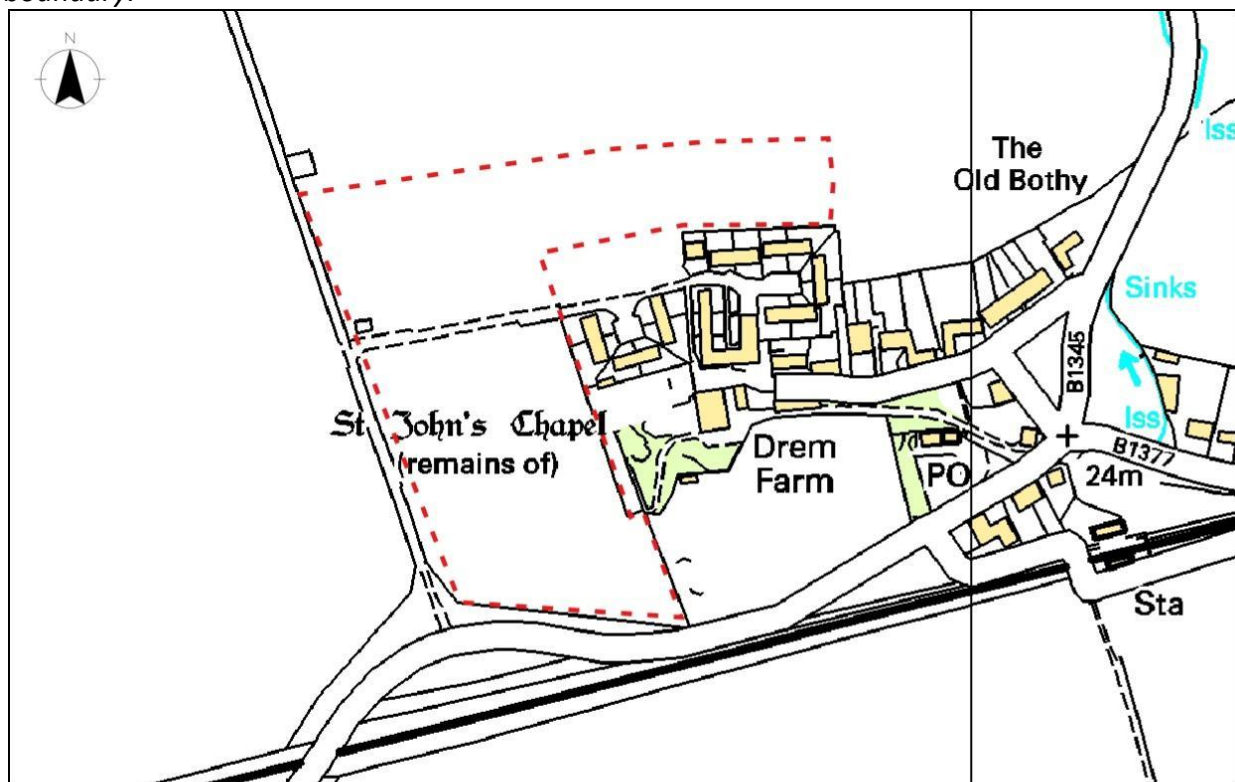 boundary.
N
The
Old Bothy
Iss
Sinks
B1345
Iss
B1377
St John's Chapel
(remains of)
Drem
Farm
PO
24m
Sta